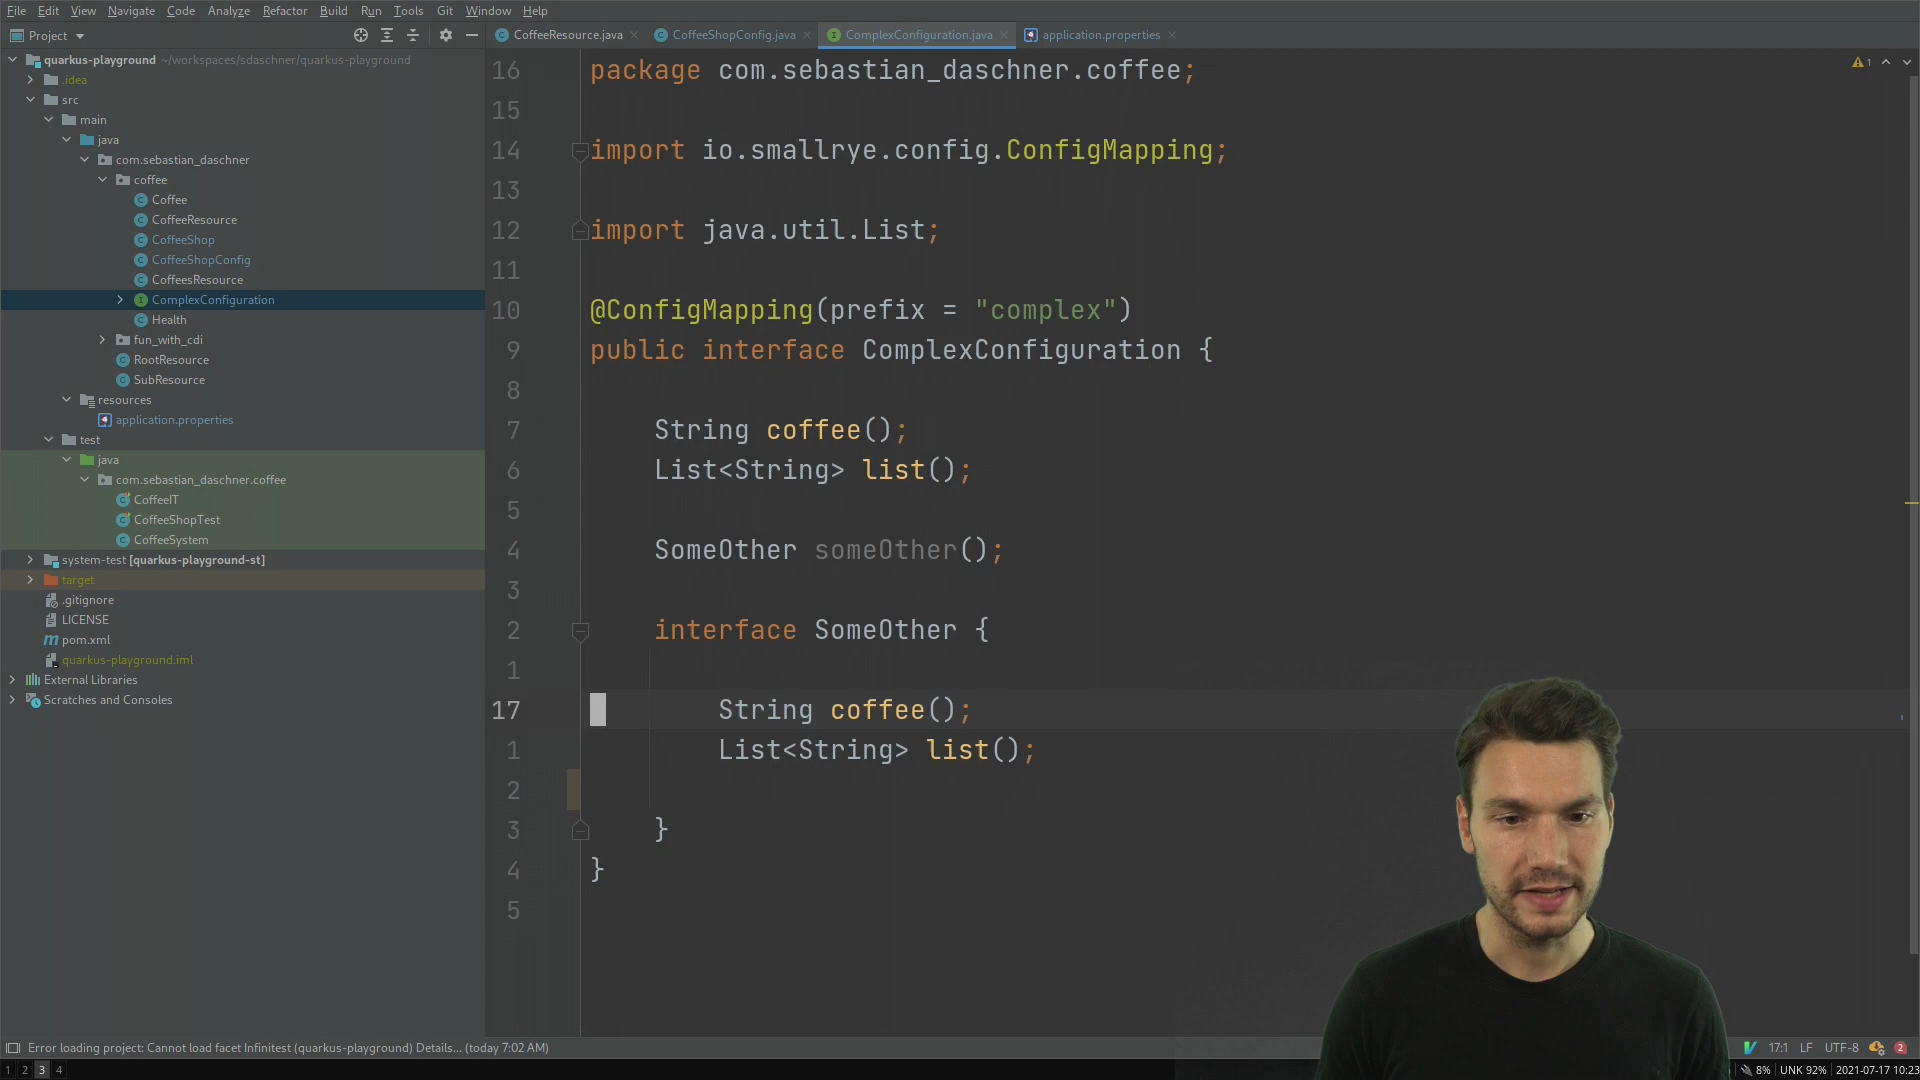 File Edit View Navigate Code Analyze Refactor Build Run Tools Git Window Help
Project
CoffeeResource.java CoffeeShopConfig.java ComplexConfiguration.java application.properties
quarkus-playground ~/workspaces/sdaschner/quarkus-playground
.idea
src
main
java
com.sebastian_daschner
coffee
Coffee
CoffeeResource
CoffeeShop
CoffeeShopConfig
CoffeesResource
ComplexConfiguration
Health
fun_with_cdi
RootResource
SubResource
resources
application.properties
test
java
com.sebastian_daschner.coffee
CoffeeIT
CoffeeShopTest
CoffeeSystem
system-test [quarkus-playground-st]
target
.gitignore
LICENSE
pom.xml
quarkus-playground.iml
External Libraries
Scratches and Consoles
16 package com.sebastian_daschner.coffee;
15
14 import io.smallrye.config.ConfigMapping;
13
12 import java.util.List;
11
10 @ConfigMapping(prefix = "complex")
9 public interface ComplexConfiguration {
8
7 String coffee();
6 List<String> list();
5
4 SomeOther someOther();
3
2 interface SomeOther {
1
17 String coffee();
1 List<String> list();
2
3 }
4 }
5
1
Error loading project: Cannot load facet Infinitest (quarkus-playground) Details... (today 7:02 AM)
17:1 LF UTF-8 2
1 2 3 4
8% UNK 92% 2021-07-17 10:23